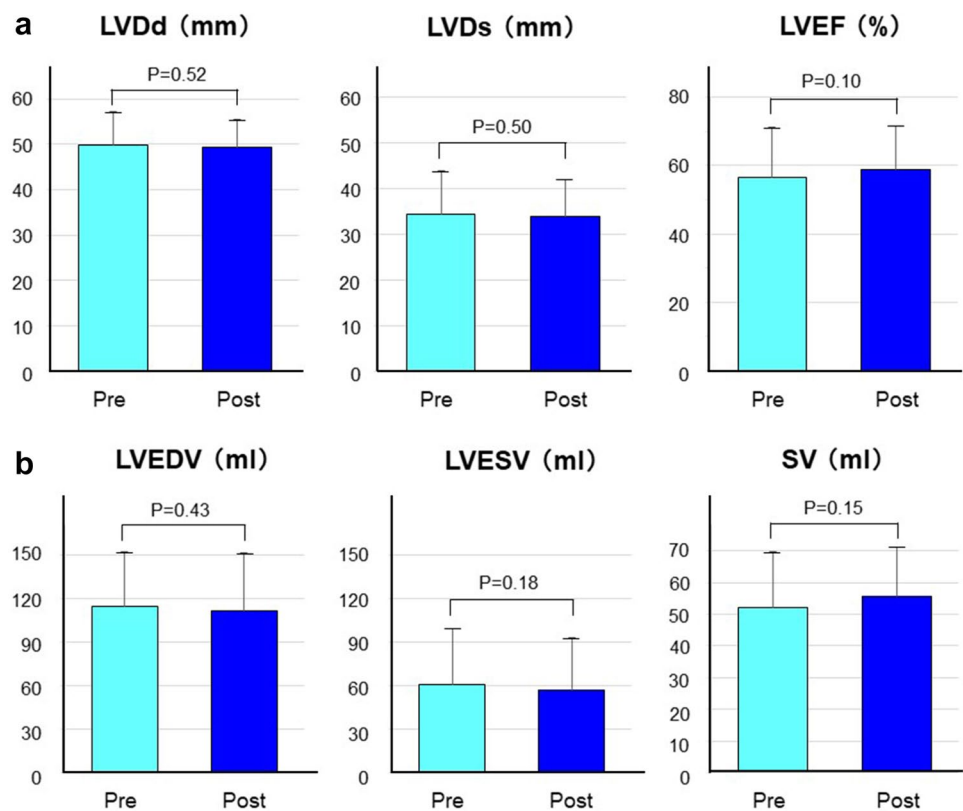 a
LVDd（mm）
P=0.52
60
50
40
30
20
10
0
Pre Post
LVDs（mm）
P=0.50
60
50
40
30
20
10
0
Pre Post
LVEF（%）
P=0.10
80
60
40
20
0
Pre Post
b
LVEDV（ml）
P=0.43
150
120
90
60
30
0
Pre Post
LVESV（ml）
P=0.18
150
120
90
60
30
0
Pre Post
SV（ml）
P=0.15
70
60
50
40
30
20
10
0
Pre Post